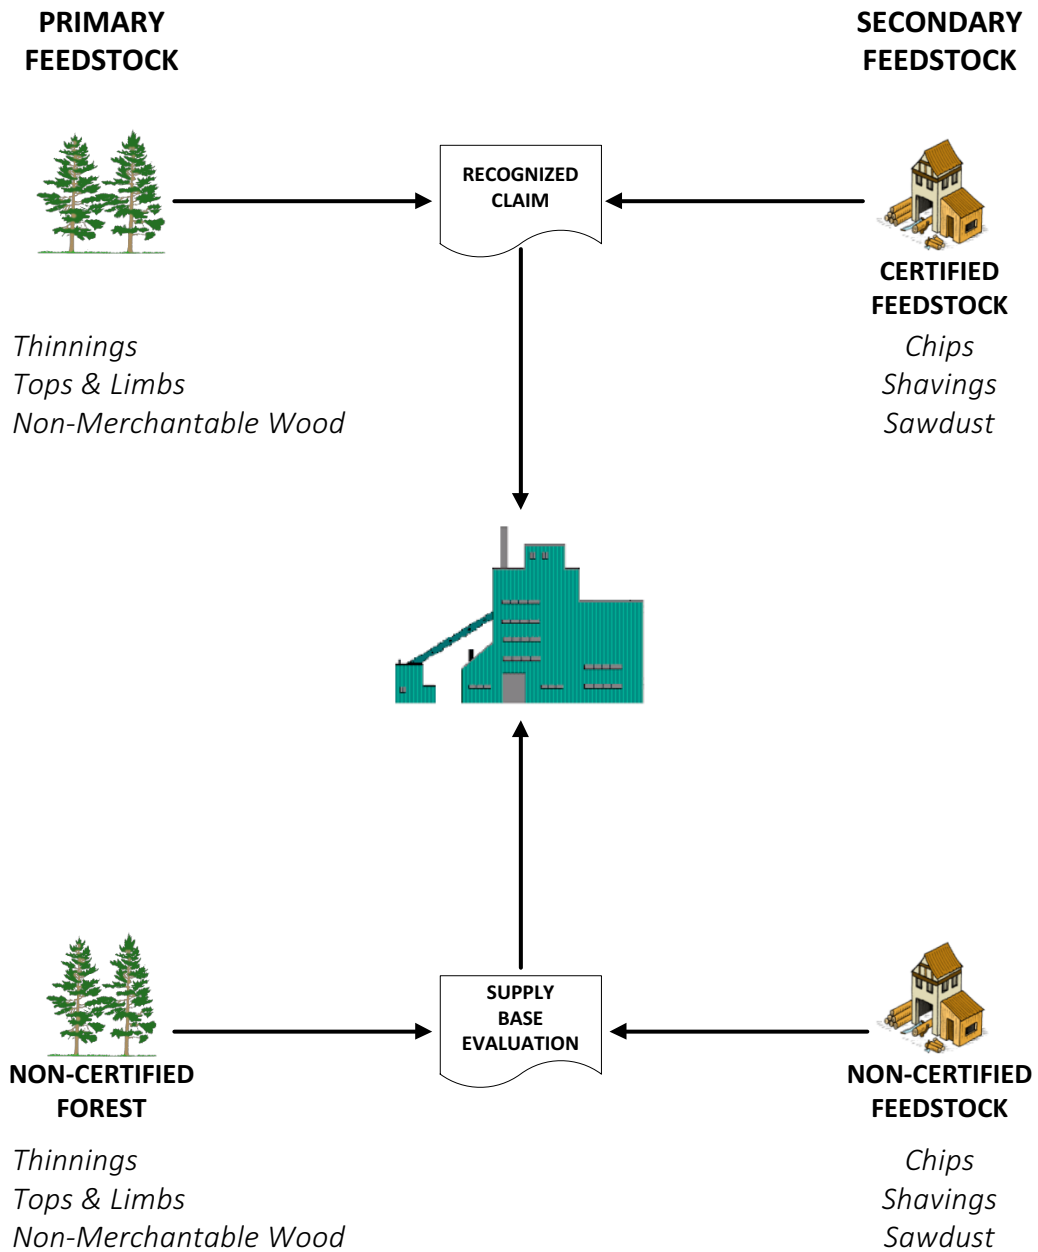 PRIMARY
FEEDSTOCK
SECONDARY
FEEDSTOCK
RECOGNIZED
CLAIM
CERTIFIED
FEEDSTOCK
Thinnings
Tops & Limbs
Non-Merchantable Wood
Chips
Shavings
Sawdust
SUPPLY
BASE
EVALUATION
NON-CERTIFIED
FOREST
NON-CERTIFIED
FEEDSTOCK
Thinnings
Tops & Limbs
Non-Merchantable Wood
Chips
Shavings
Sawdust